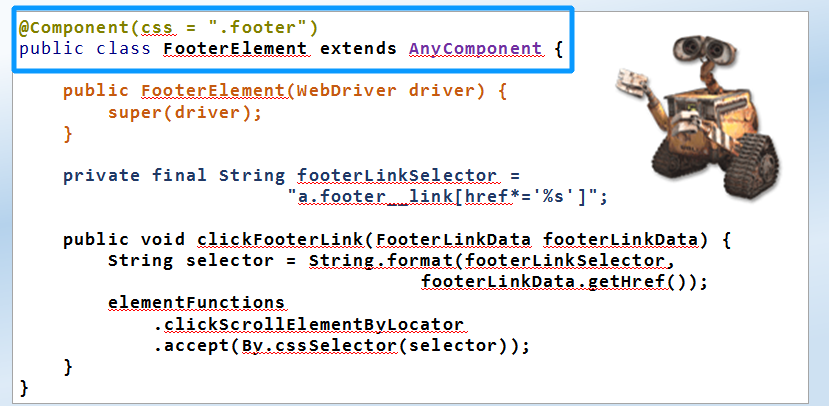 @Component(css = ".footer")
public class FooterElement extends AnyComponent {
public FooterElement(WebDriver driver) {
super(driver);
}
private final String footerLinkSelector =
"a.footer__link[href*='%s']";
public void clickFooterLink(FooterLinkData footerLinkData) {
String selector = String.format(footerLinkSelector,
footerLinkData.getHref());
elementFunctions
.clickScrollElementByLocator
.accept(By.cssSelector(selector));
}
}